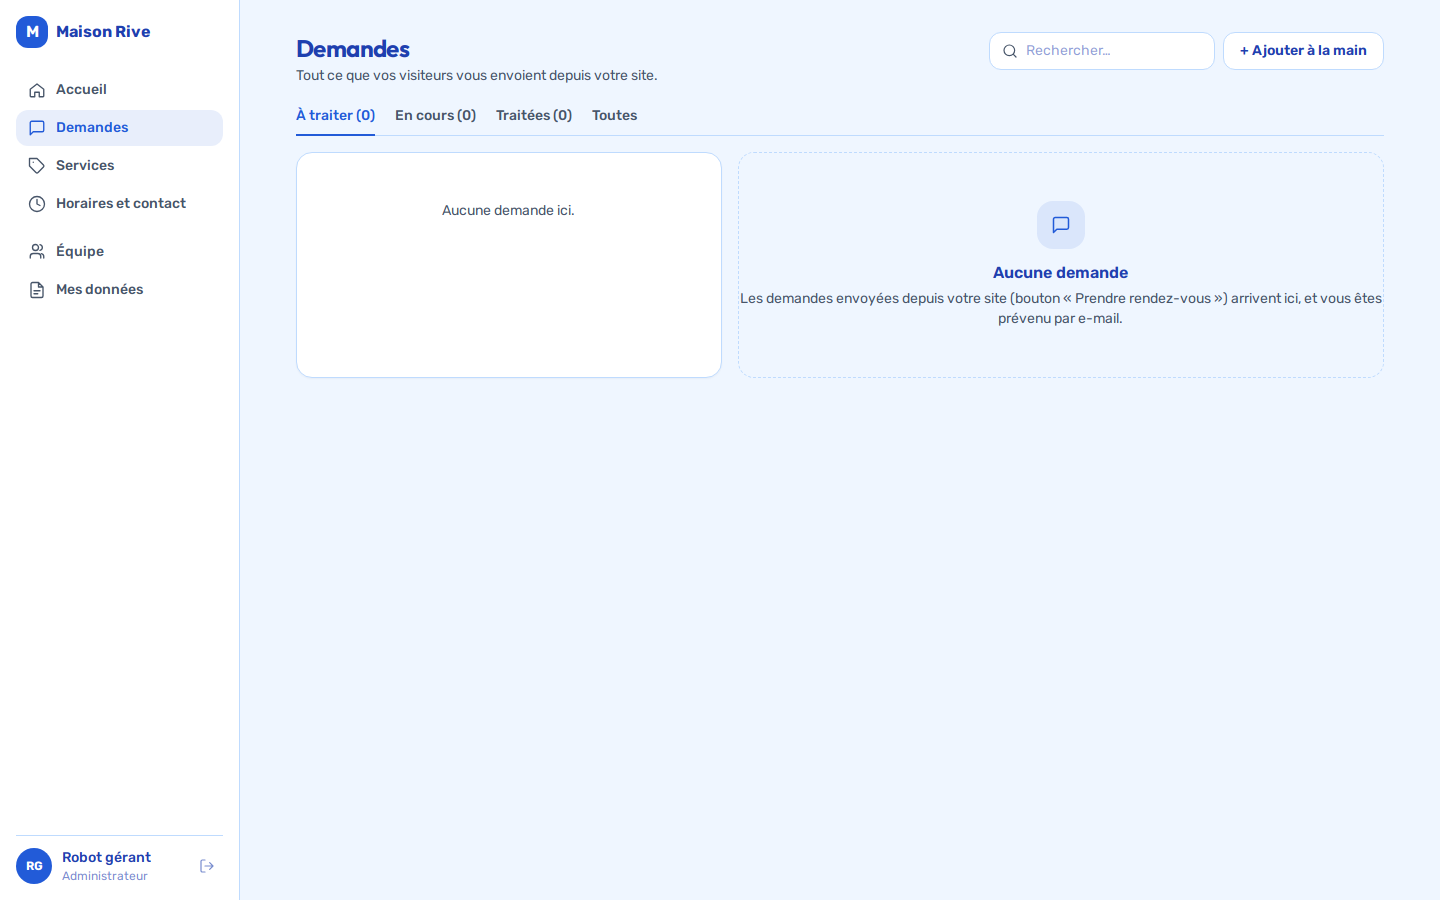 M Maison Rive
Accueil
Demandes
Services
Horaires et contact
Équipe
Mes données
RG
Robot gérant
Administrateur
Demandes
Tout ce que vos visiteurs vous envoient depuis votre site.
Rechercher...
+ Ajouter à la main
À traiter (0) En cours (0) Traitées (0) Toutes
Aucune demande ici.
Aucune demande
Les demandes envoyées depuis votre site (bouton « Prendre rendez-vous ») arrivent ici, et vous êtes
prévenu par e-mail.